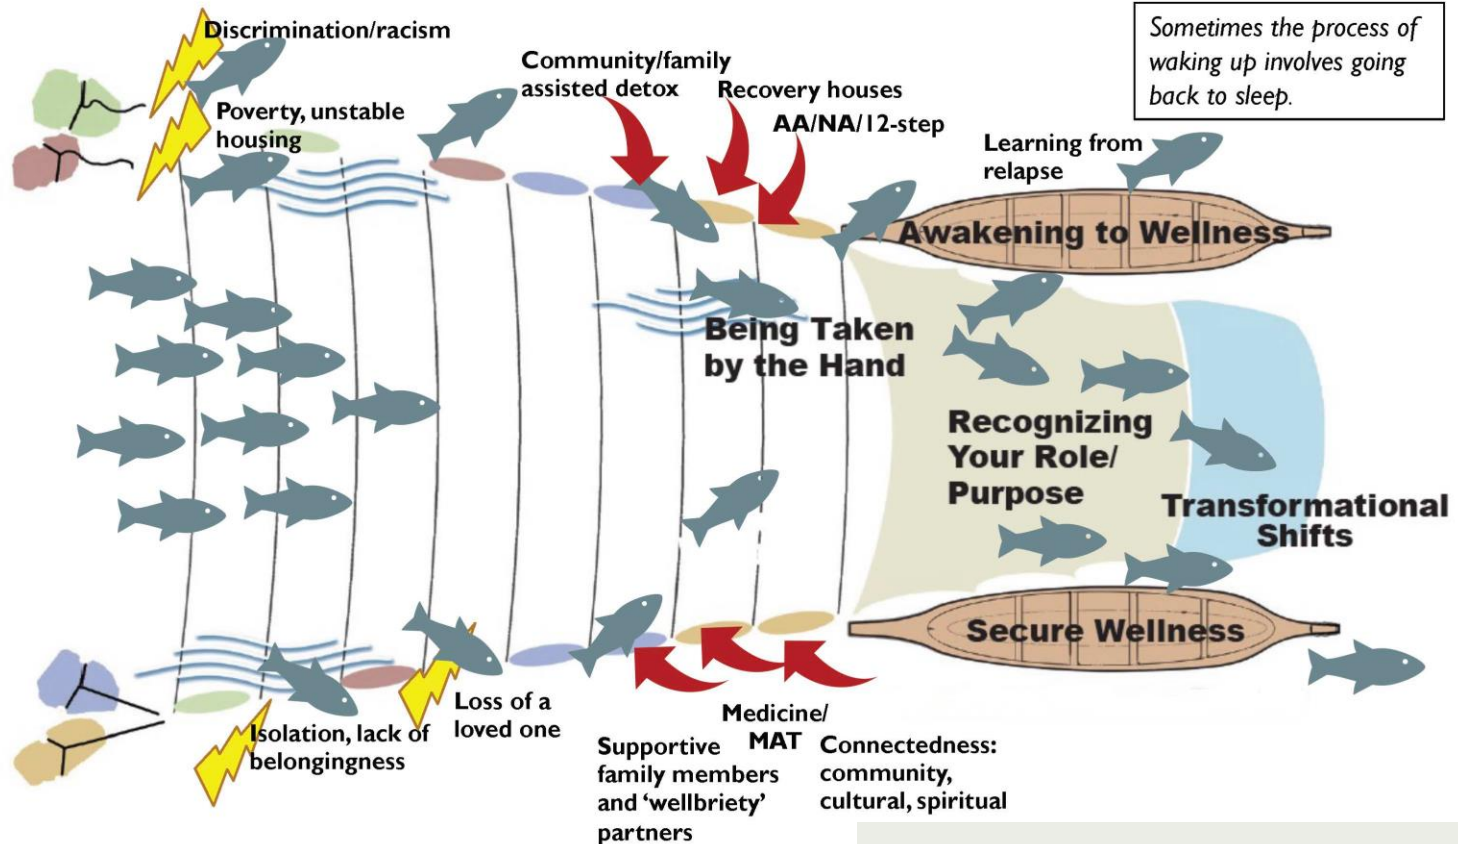 Discrimination/racism
Poverty, unstable
housing
Community/family
assisted detox
Recovery houses
AA/NA/12-step
Sometimes the process of
waking up involves going
back to sleep.
Learning from
relapse
Awakening to Wellness
Being Taken
by the Hand
Recognizing
Your Role/
Purpose
Transformational
Shifts
Secure Wellness
Isolation, lack of
belongingness
Loss of a
loved one
Supportive
family members
and ‘wellbriety’
partners
Medicine/
MAT
Connectedness:
community,
cultural, spiritual